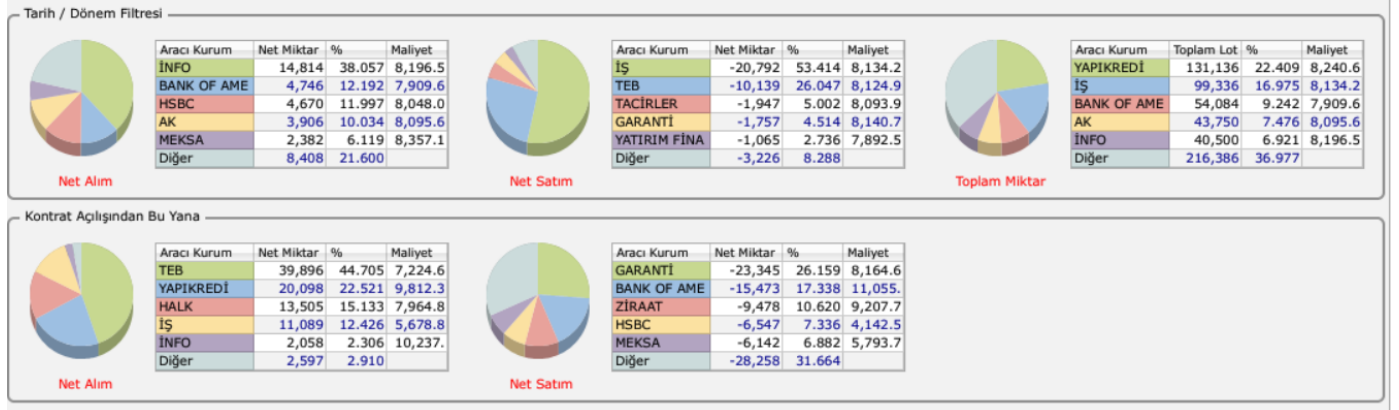 Tarih / Dönem Filtresi
Aracı Kurum Net Miktar % Maliyet
İNFO 14,814 38.057 8,196.5
BANK OF AME 4,746 12.192 7,909.6
HSBC 4,670 11.997 8,048.0
AK 3,906 10.034 8,095.6
MEKSA 2,382 6.119 8,357.1
Diğer 8,408 21.600
Net Alım
Aracı Kurum Net Miktar % Maliyet
İŞ -20,792 53.414 8,134.2
TEB -10,139 26.047 8,124.9
TACİRLER -1,947 5.002 8,093.9
GARANTİ -1,757 4.514 8,140.7
YATIRIM FİNA -1,065 2.736 7,892.5
Diğer -3,226 8.288
Net Satım
Aracı Kurum Toplam Lot % Maliyet
YAPIKREDİ 131,136 22.409 8,240.6
İŞ 99,336 16.975 8,134.2
BANK OF AME 54,084 9.242 7,909.6
AK 43,750 7.476 8,095.6
İNFO 40,500 6.921 8,196.5
Diğer 216,386 36.977
Toplam Miktar
Kontrat Açılışından Bu Yana
Aracı Kurum Net Miktar % Maliyet
TEB 39,896 44.705 7,224.6
YAPIKREDİ 20,098 22.521 9,812.3
HALK 13,505 15.133 7,964.8
İŞ 11,089 12.426 5,678.8
İNFO 2,058 2.306 10,237.
Diğer 2,597 2.910
Net Alım
Aracı Kurum Net Miktar % Maliyet
GARANTİ -23,345 26.159 8,164.6
BANK OF AME -15,473 17.338 11,055.
ZİRAAT -9,478 10.620 9,207.7
HSBC -6,547 7.336 4,142.5
MEKSA -6,142 6.882 5,793.7
Diğer -28,258 31.664
Net Satım